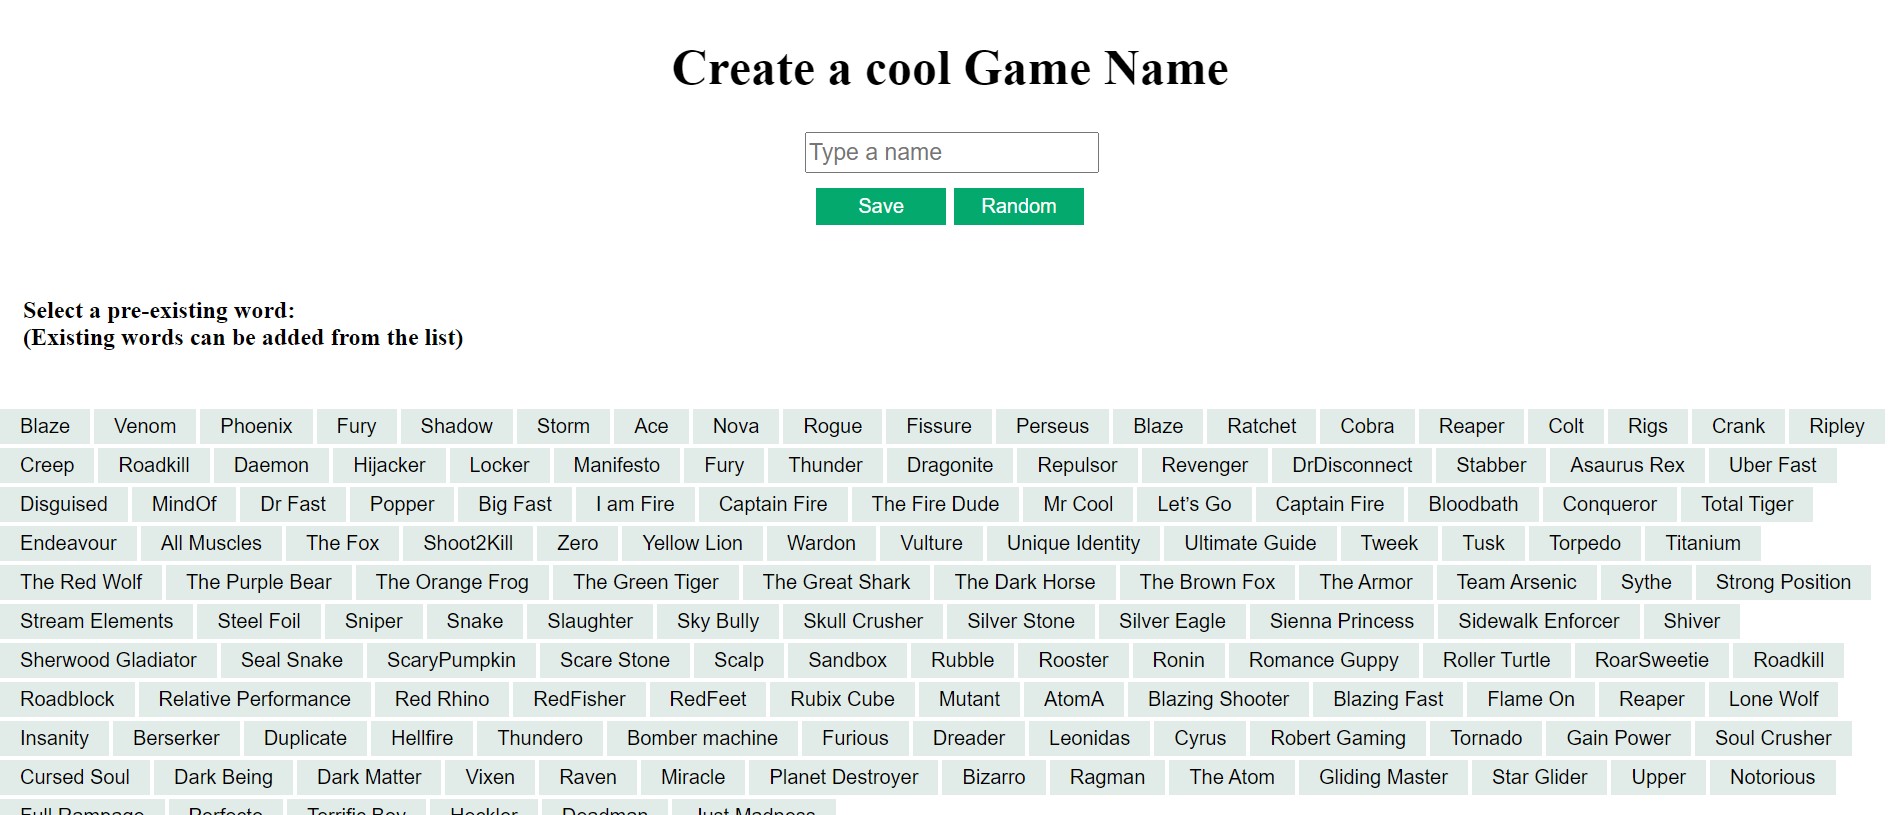 Create a cool Game Name
Type a name
Save Random
Select a pre-existing word:
(Existing words can be added from the list)
Blaze Venom Phoenix Fury Shadow Storm Ace Nova Rogue Fissure Perseus Blaze Ratchet Cobra Reaper Colt Rigs Crank Ripley
Creep Roadkill Daemon Hijacker Locker Manifesto Fury Thunder Dragonite Repulsor Revenger DrDisconnect Stabber Asaurus Rex Uber Fast
Disguised MindOf Dr Fast Popper Big Fast I am Fire Captain Fire The Fire Dude Mr Cool Let’s Go Captain Fire Bloodbath Conqueror Total Tiger
Endeavour All Muscles The Fox Shoot2Kill Zero Yellow Lion Wardon Vulture Unique Identity Ultimate Guide Tweek Tusk Torpedo Titanium
The Red Wolf The Purple Bear The Orange Frog The Green Tiger The Great Shark The Dark Horse The Brown Fox The Armor Team Arsenic Sythe Strong Position
Stream Elements Steel Foil Sniper Snake Slaughter Sky Bully Skull Crusher Silver Stone Silver Eagle Sienna Princess Sidewalk Enforcer Shiver
Sherwood Gladiator Seal Snake ScaryPumpkin Scare Stone Scalp Sandbox Rubble Rooster Ronin Romance Guppy Roller Turtle RoarSweetie Roadkill
Roadblock Relative Performance Red Rhino RedFisher RedFeet Rubix Cube Mutant AtomA Blazing Shooter Blazing Fast Flame On Reaper Lone Wolf
Insanity Berserker Duplicate Hellfire Thundero Bomber machine Furious Dreader Leonidas Cyrus Robert Gaming Tornado Gain Power Soul Crusher
Cursed Soul Dark Being Dark Matter Vixen Raven Miracle Planet Destroyer Bizarro Ragman The Atom Gliding Master Star Glider Upper Notorious
Full Rampage Perfecto Terrific Boy Heckler Deadman Just Madness